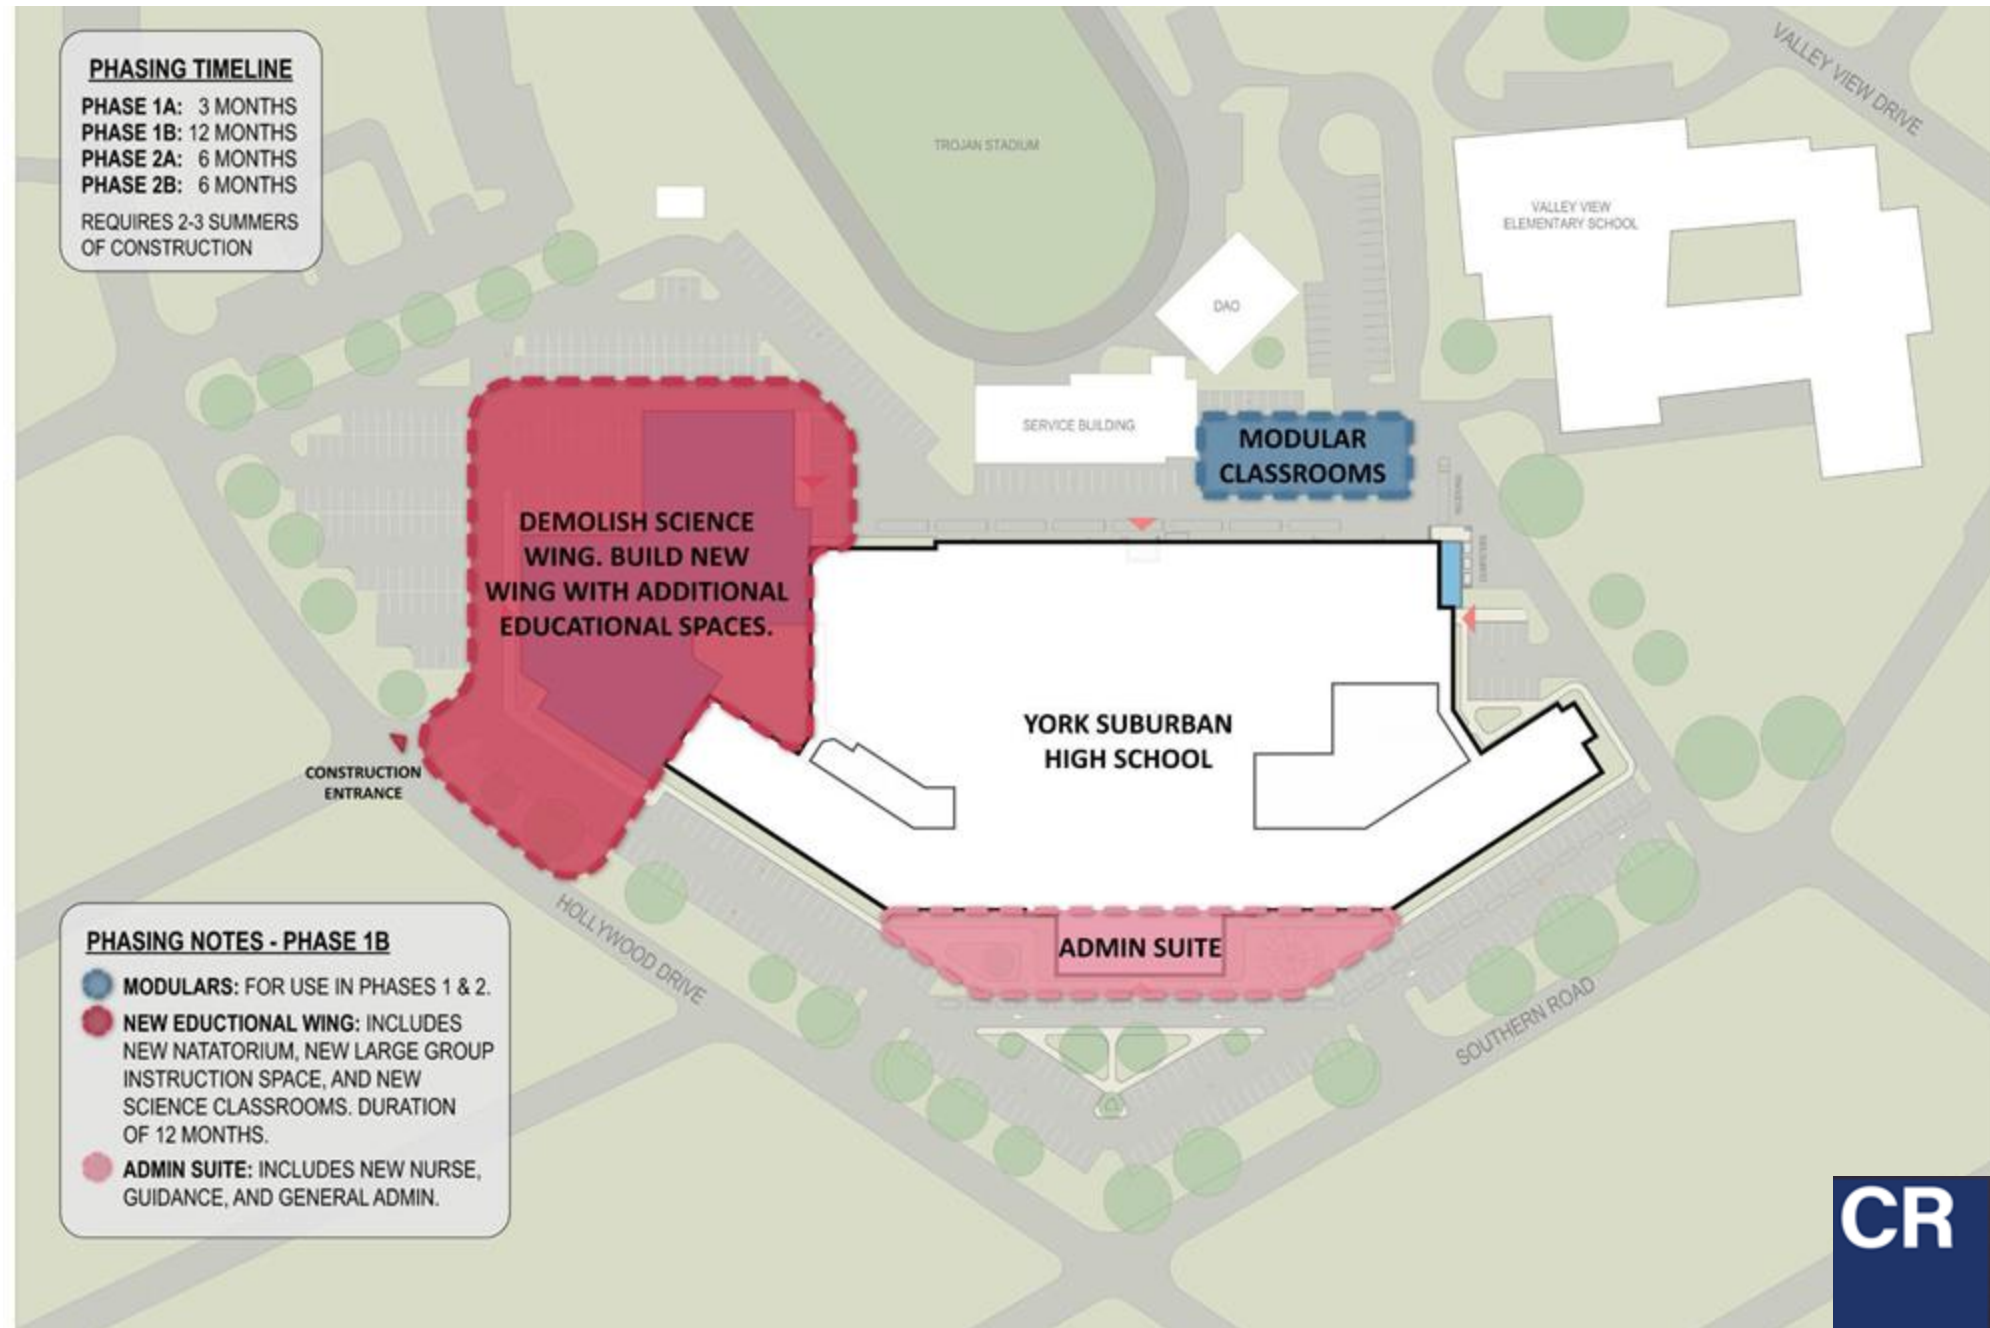 PHASING TIMELINE
PHASE 1A: 3 MONTHS
PHASE 1B: 12 MONTHS
PHASE 2A: 6 MONTHS
PHASE 2B: 6 MONTHS
REQUIRES 2-3 SUMMERS
OF CONSTRUCTION
VALLEY VIEW DRIVE
TROJAN STADIUM
VALLEY VIEW
ELEMENTARY SCHOOL
DAO
SERVICE BUILDING
MODULAR
CLASSROOMS
DEMOLISH SCIENCE
WING. BUILD NEW
WING WITH ADDITIONAL
EDUCATIONAL SPACES.
YORK SUBURBAN
HIGH SCHOOL
CONSTRUCTION
ENTRANCE
HOLLYWOOD DRIVE
ADMIN SUITE
SOUTHERN ROAD
PHASING NOTES - PHASE 1B
MODULARS: FOR USE IN PHASES 1 & 2.
NEW EDUCTIONAL WING: INCLUDES
NEW NATATORIUM, NEW LARGE GROUP
INSTRUCTION SPACE, AND NEW
SCIENCE CLASSROOMS. DURATION
OF 12 MONTHS.
ADMIN SUITE: INCLUDES NEW NURSE,
GUIDANCE, AND GENERAL ADMIN.
CR